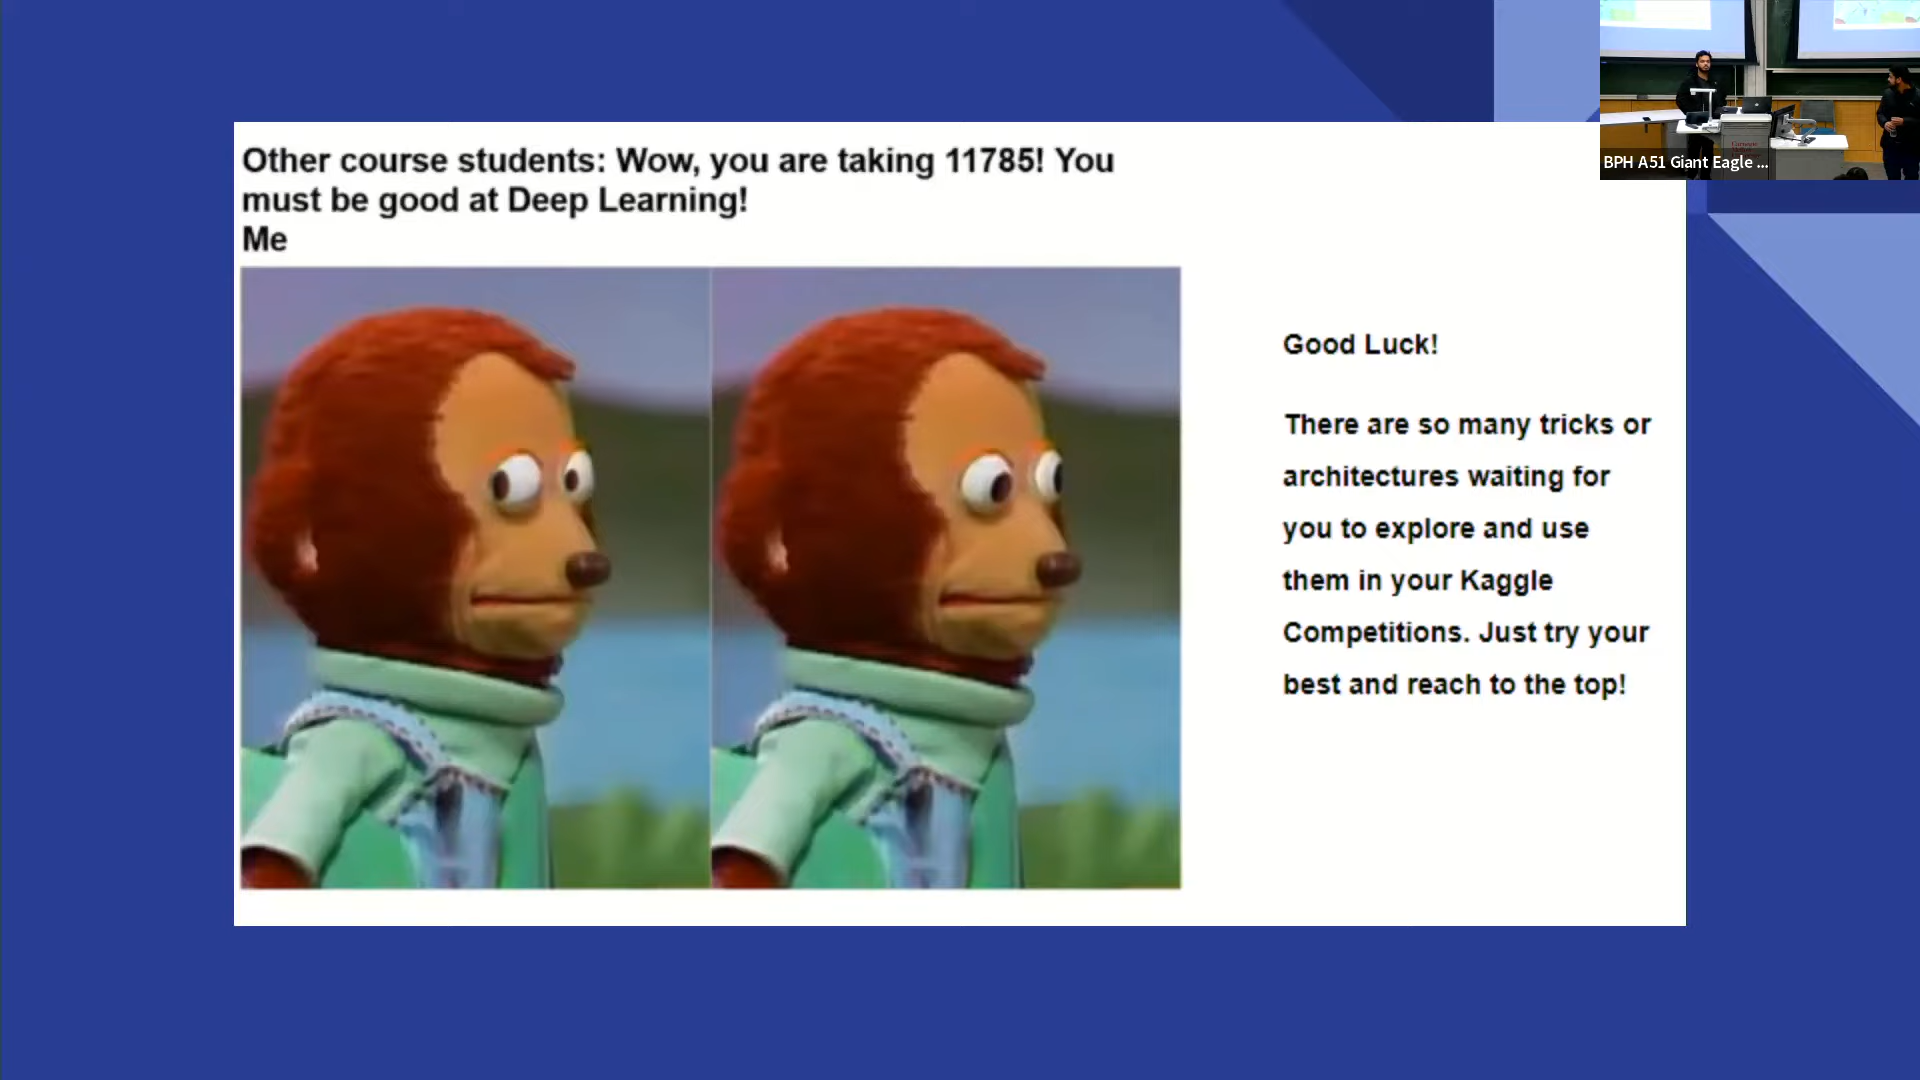 Other course students: Wow, you are taking 11785! You
must be good at Deep Learning!
Me
Good Luck!
There are so many tricks or
architectures waiting for
you to explore and use
them in your Kaggle
Competitions. Just try your
best and reach to the top!
BPH A51 Giant Eagle ...